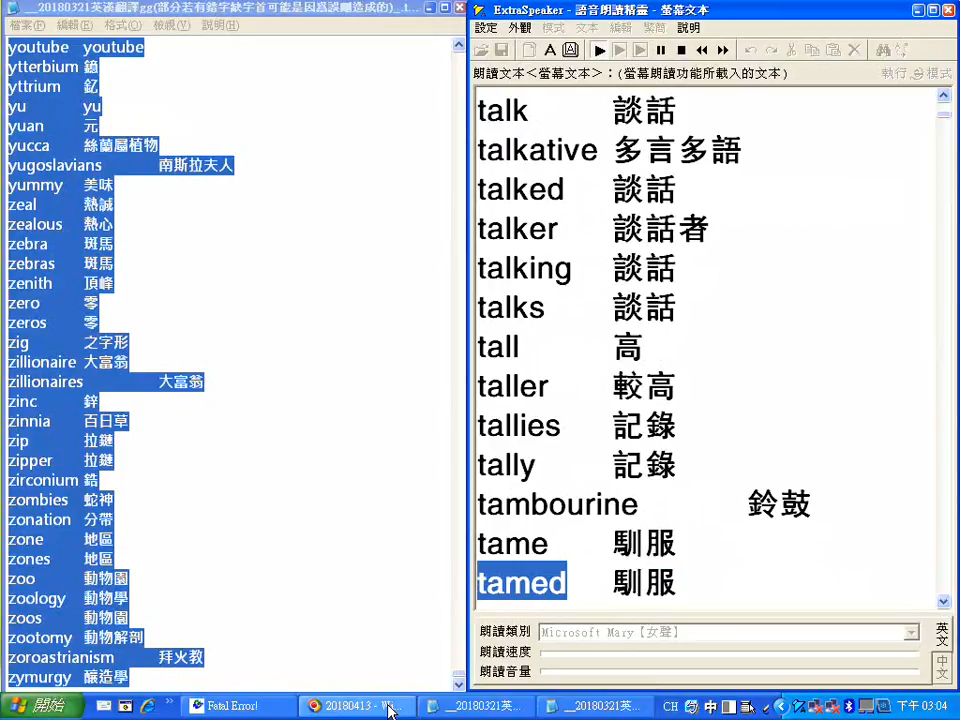 __20180321英漢翻譯gg(部分若有錯字缺字首可能是因為誤刪造成的)_.t...
檔案(F) 編輯(E) 格式(O) 檢視(V) 說明(H)
youtube youtube
ytterbium 鐿
yttrium 釔
yu yu
yuan 元
yucca 絲蘭屬植物
yugoslavians 南斯拉夫人
yummy 美味
zeal 熱誠
zealous 熱心
zebra 斑馬
zebras 斑馬
zenith 頂峰
zero 零
zeros 零
zig 之字形
zillionaire 大富翁
zillionaires 大富翁
zinc 鋅
zinnia 百日草
zip 拉鏈
zipper 拉鏈
zirconium 鋯
zombies 蛇神
zonation 分帶
zone 地區
zones 地區
zoo 動物園
zoology 動物學
zoos 動物園
zootomy 動物解剖
zoroastrianism 拜火教
zymurgy 釀造學
ExtraSpeaker - 語音朗讀精靈 - 螢幕文本
設定 外觀 模式 文本 編輯 繁簡 說明
朗讀文本<螢幕文本>：(螢幕朗讀功能所載入的文本) 執行 模式
talk 談話
talkative 多言多語
talked 談話
talker 談話者
talking 談話
talks 談話
tall 高
taller 較高
tallies 記錄
tally 記錄
tambourine 鈴鼓
tame 馴服
tamed 馴服
朗讀類別 Microsoft Mary【女聲】
朗讀速度
朗讀音量
英文
中文
開始 » Fatal Error! 20180413 - __20180321英... __20180321英... CH 中 下午 03:04